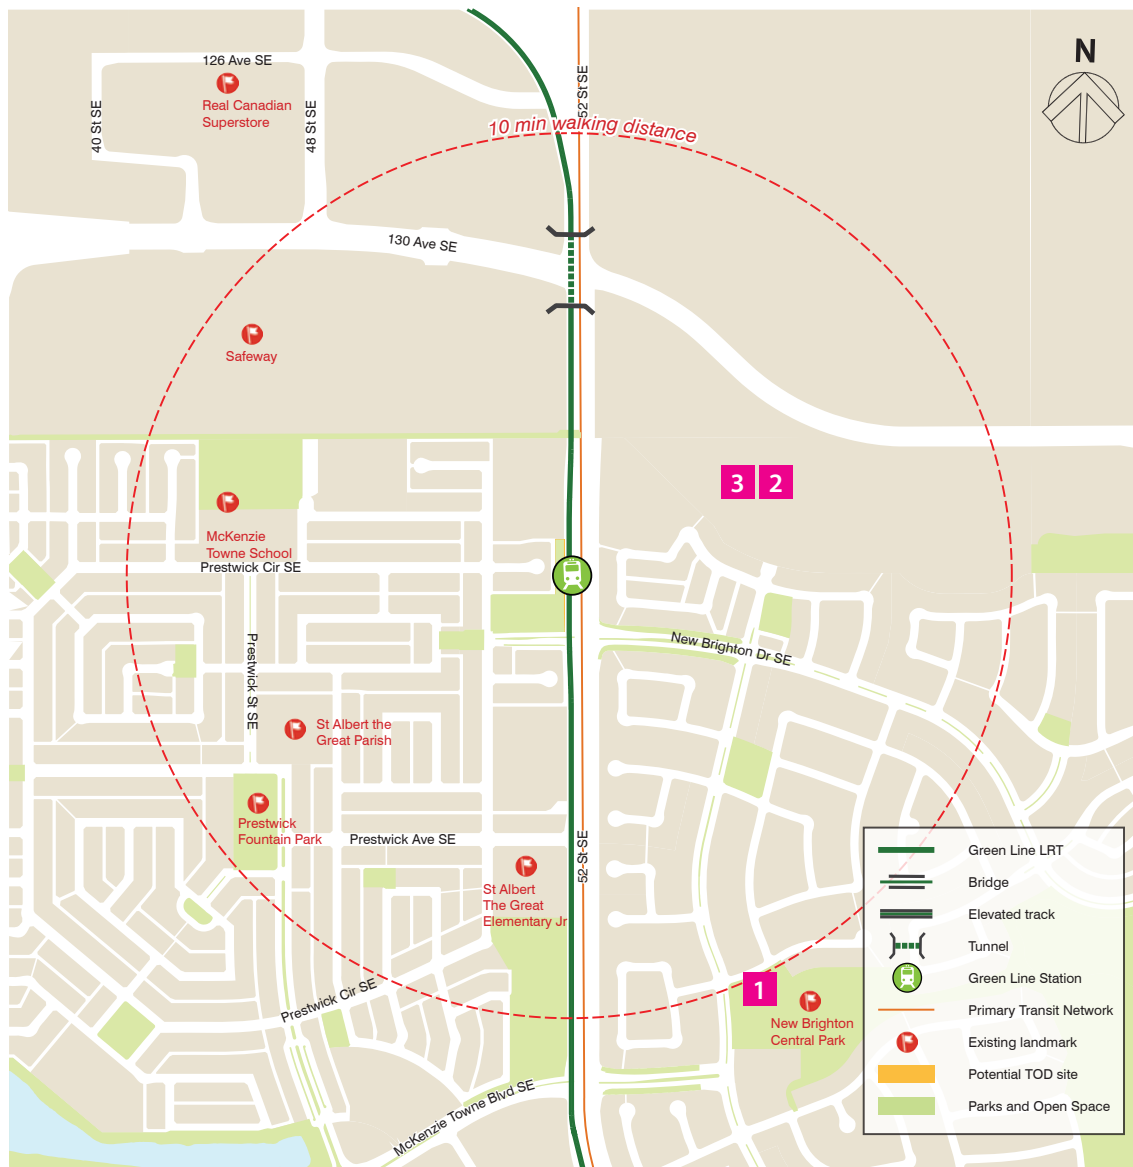 N
126 Ave SE
Real Canadian
Superstore
40 St SE
48 St SE
52 St SE
10 min walking distance
130 Ave SE
Safeway
3
2
McKenzie
Towne School
Prestwick Cir SE
Prestwick St SE
New Brighton Dr SE
St Albert the
Great Parish
Prestwick
Fountain Park
Prestwick Ave SE
52 St SE
St Albert
The Great
Elementary Jr
1
Prestwick Cir SE
New Brighton
Central Park
McKenzie Towne Blvd SE
Green Line LRT
Bridge
Elevated track
Tunnel
Green Line Station
Primary Transit Network
Existing landmark
Potential TOD site
Parks and Open Space